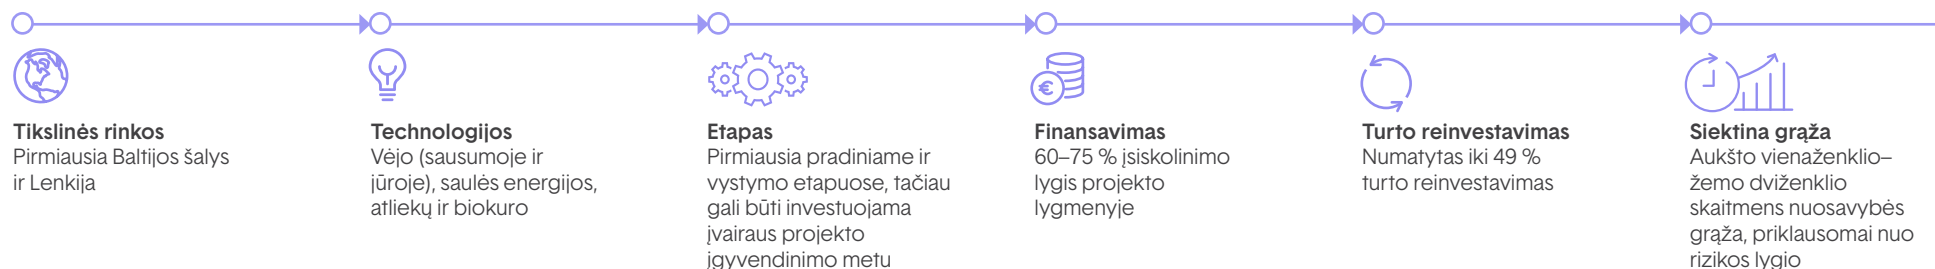 Tikslinės rinkos
Pirmiausia Baltijos šalys
ir Lenkija
Technologijos
Vėjo (sausumoje ir
jūroje), saulės energijos,
atliekų ir biokuro
Etapas
Pirmiausia pradiniame ir
vystymo etapuose, tačiau
gali būti investuojama
įvairaus projekto
įgyvendinimo metu
Finansavimas
60–75 % įsiskolinimo
lygis projekto
lygmenyje
Turto reinvestavimas
Numatytas iki 49 %
turto reinvestavimas
Siektina grąža
Aukšto vienaženklio–
žemo dviženklio
skaitmens nuosavybės
grąža, priklausomai nuo
rizikos lygio